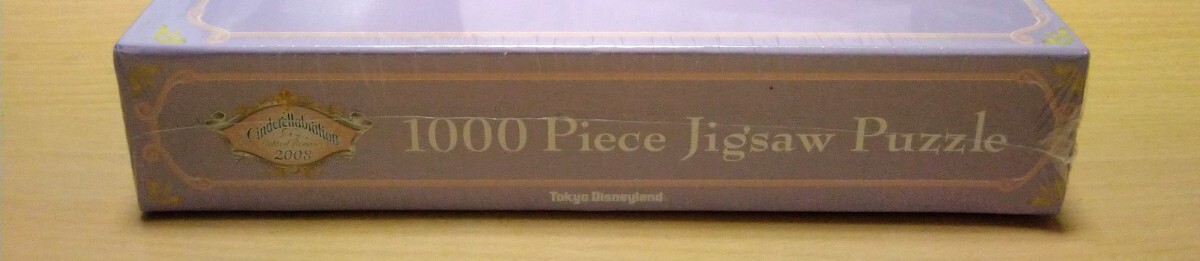 Cinderellabration
2008
1000 Piece Jigsaw Puzzle
Tokyo Disneyland